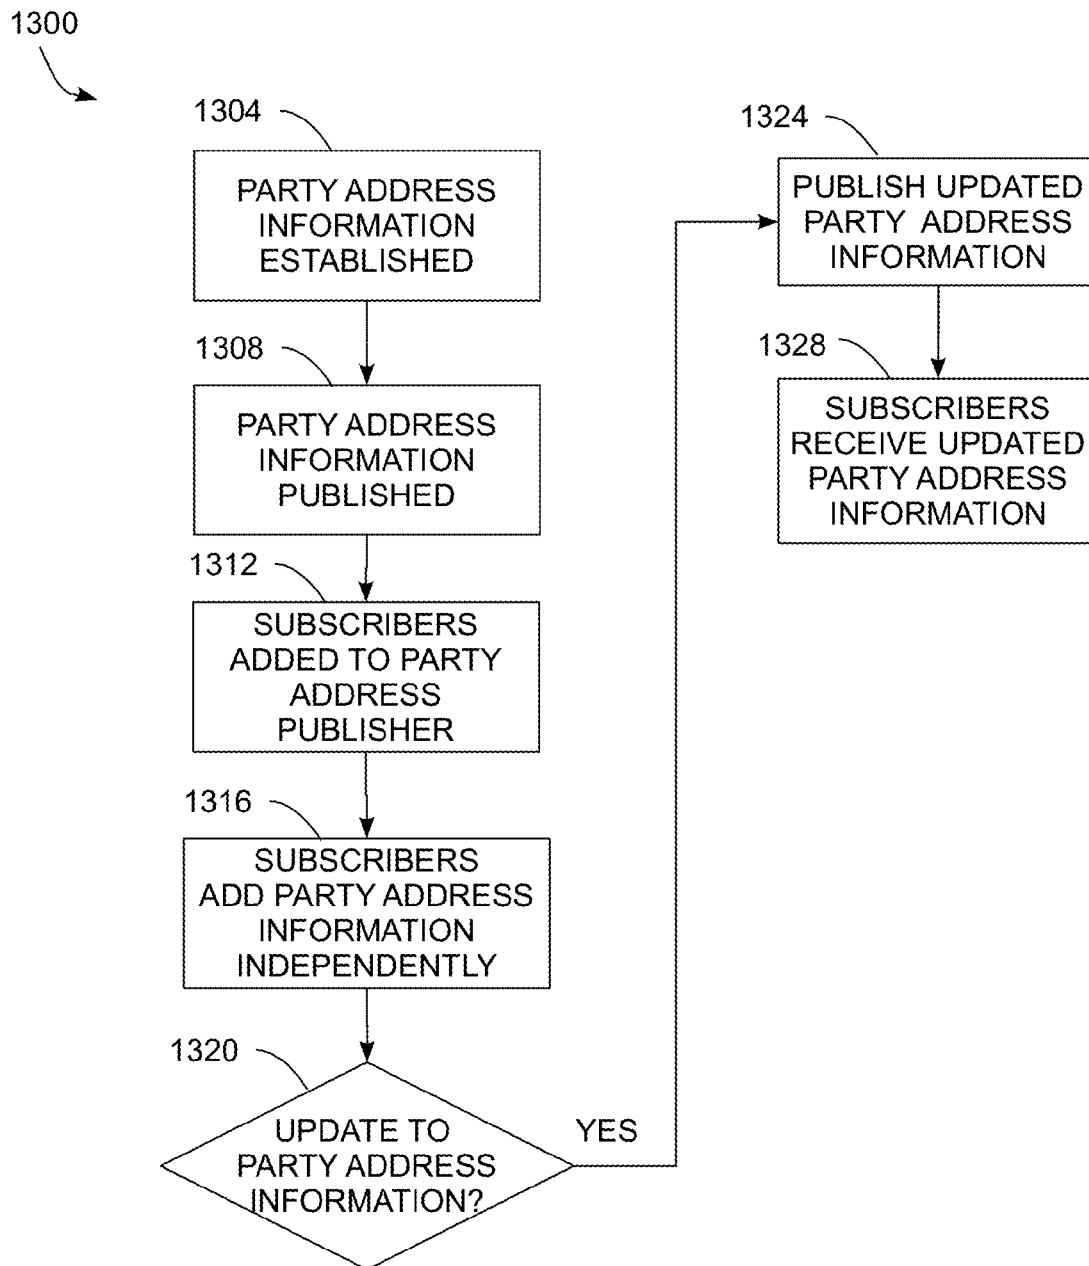 1300
1304
PARTY ADDRESS
INFORMATION
ESTABLISHED
1308
PARTY ADDRESS
INFORMATION
PUBLISHED
1312
SUBSCRIBERS
ADDED TO PARTY
ADDRESS
PUBLISHER
1316
SUBSCRIBERS
ADD PARTY ADDRESS
INFORMATION
INDEPENDENTLY
1320
UPDATE TO
PARTY ADDRESS
INFORMATION?
YES
1324
PUBLISH UPDATED
PARTY ADDRESS
INFORMATION
1328
SUBSCRIBERS
RECEIVE UPDATED
PARTY ADDRESS
INFORMATION